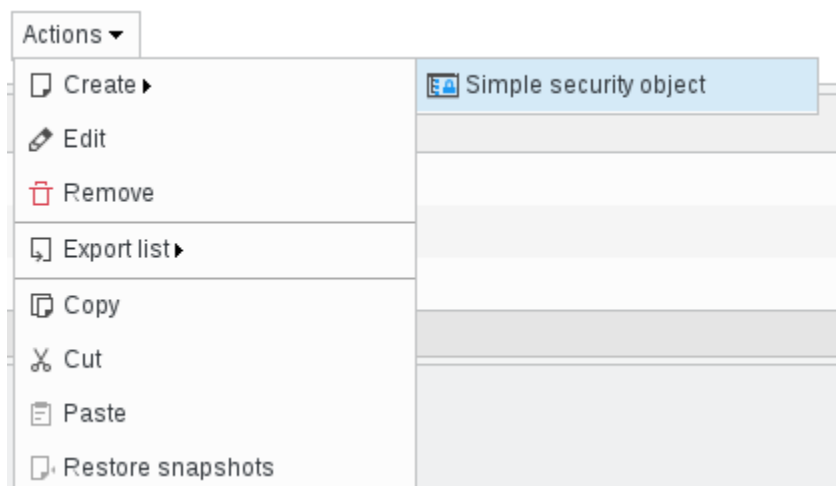 Actions
Create
Simple security object
Edit
Remove
Export list
Copy
Cut
Paste
Restore snapshots